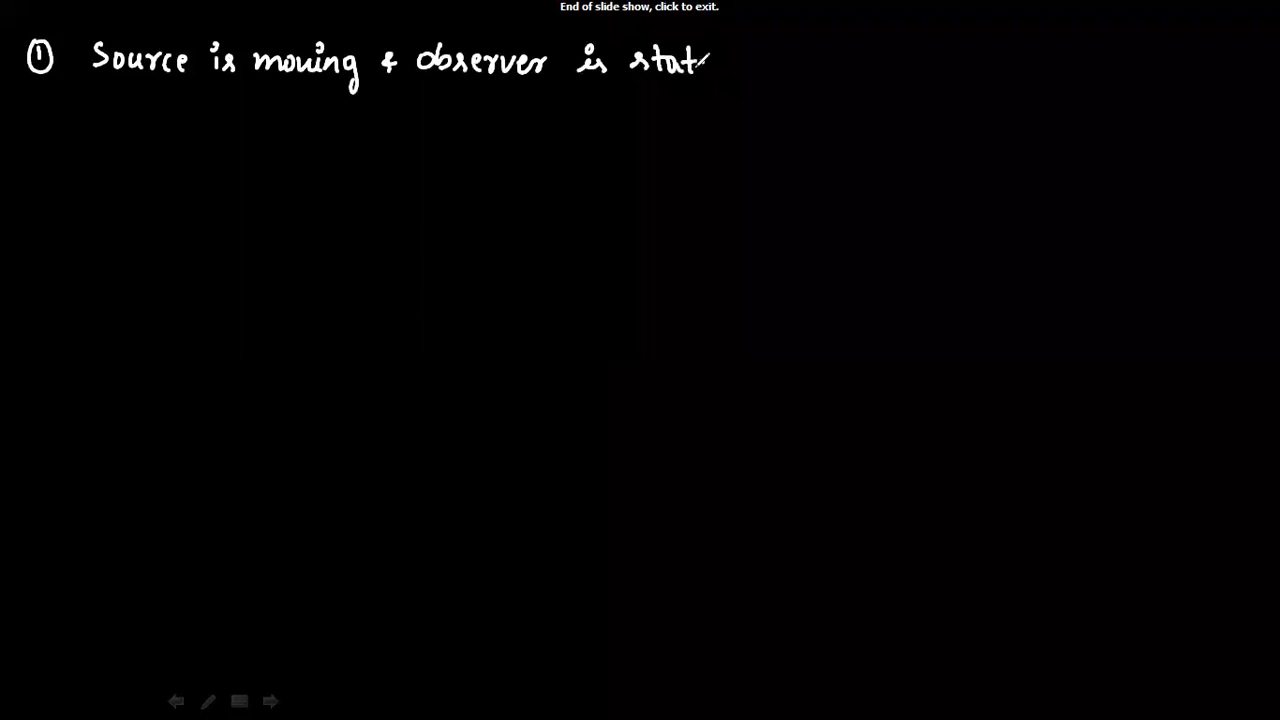 End of slide show, click to exit.
① Source is moving & observer is stat